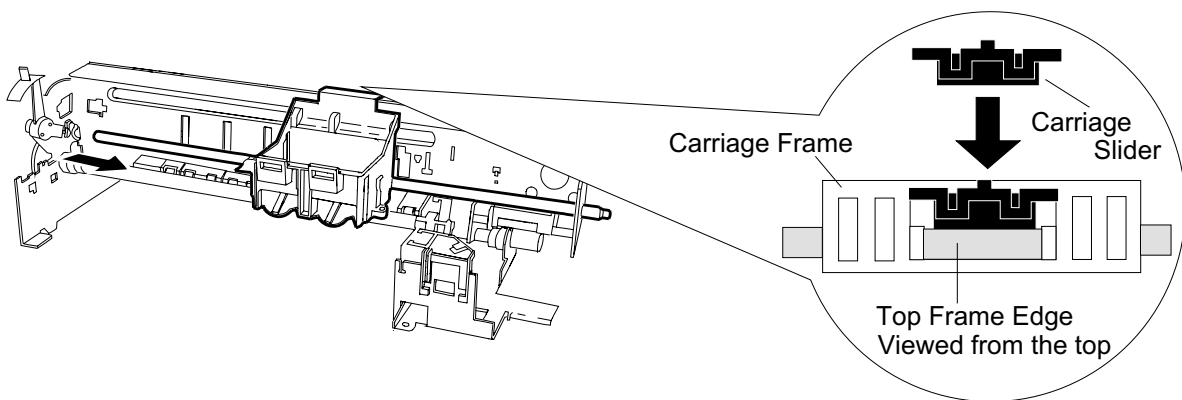 Carriage Frame
Carriage
Slider
Top Frame Edge
Viewed from the top